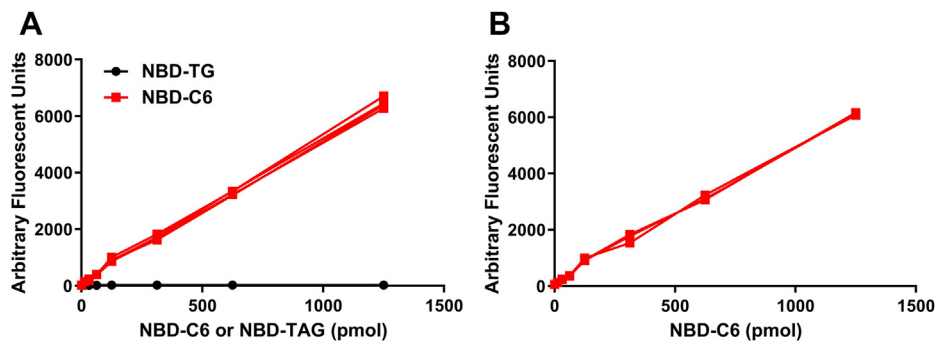 A
Arbitrary Fluorescent Units
8000
6000
4000
2000
0
NBD-TG
NBD-C6
0
500
1000
1500
NBD-C6 or NBD-TAG (pmol)
B
Arbitrary Fluorescent Units
8000
6000
4000
2000
0
0
500
1000
1500
NBD-C6 (pmol)